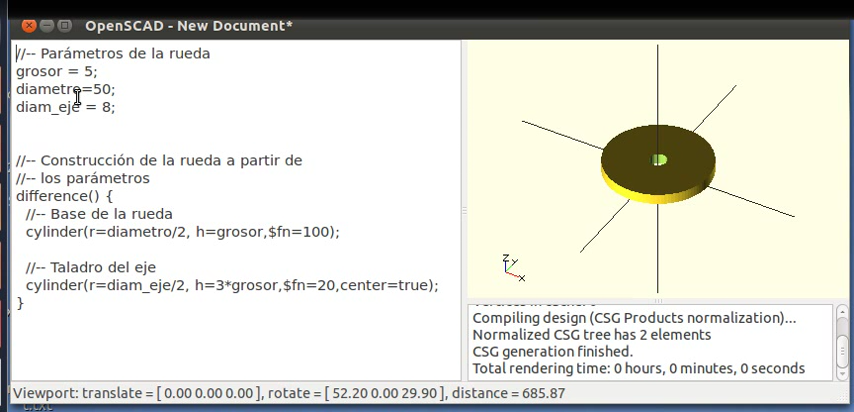 OpenSCAD - New Document*
//-- Parámetros de la rueda
grosor = 5;
diametro=50;
diam_eje = 8;
//-- Construcción de la rueda a partir de
//-- los parámetros
difference() {
//-- Base de la rueda
cylinder(r=diametro/2, h=grosor,$fn=100);
//-- Taladro del eje
cylinder(r=diam_eje/2, h=3*grosor,$fn=20,center=true);
}
Z
Y
X
Compiling design (CSG Products normalization)...
Normalized CSG tree has 2 elements
CSG generation finished.
Total rendering time: 0 hours, 0 minutes, 0 seconds
Viewport: translate = [ 0.00 0.00 0.00 ], rotate = [ 52.20 0.00 29.90 ], distance = 685.87